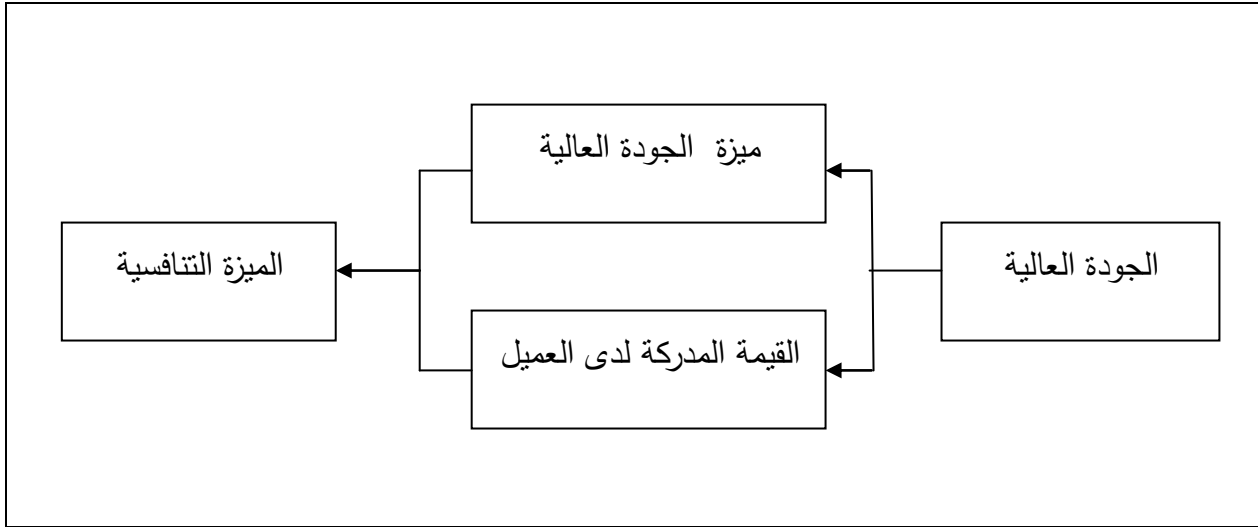 ميزة الجودة العالية
الجودة العالية
الميزة التنافسية
القيمة المدركة لدى العميل